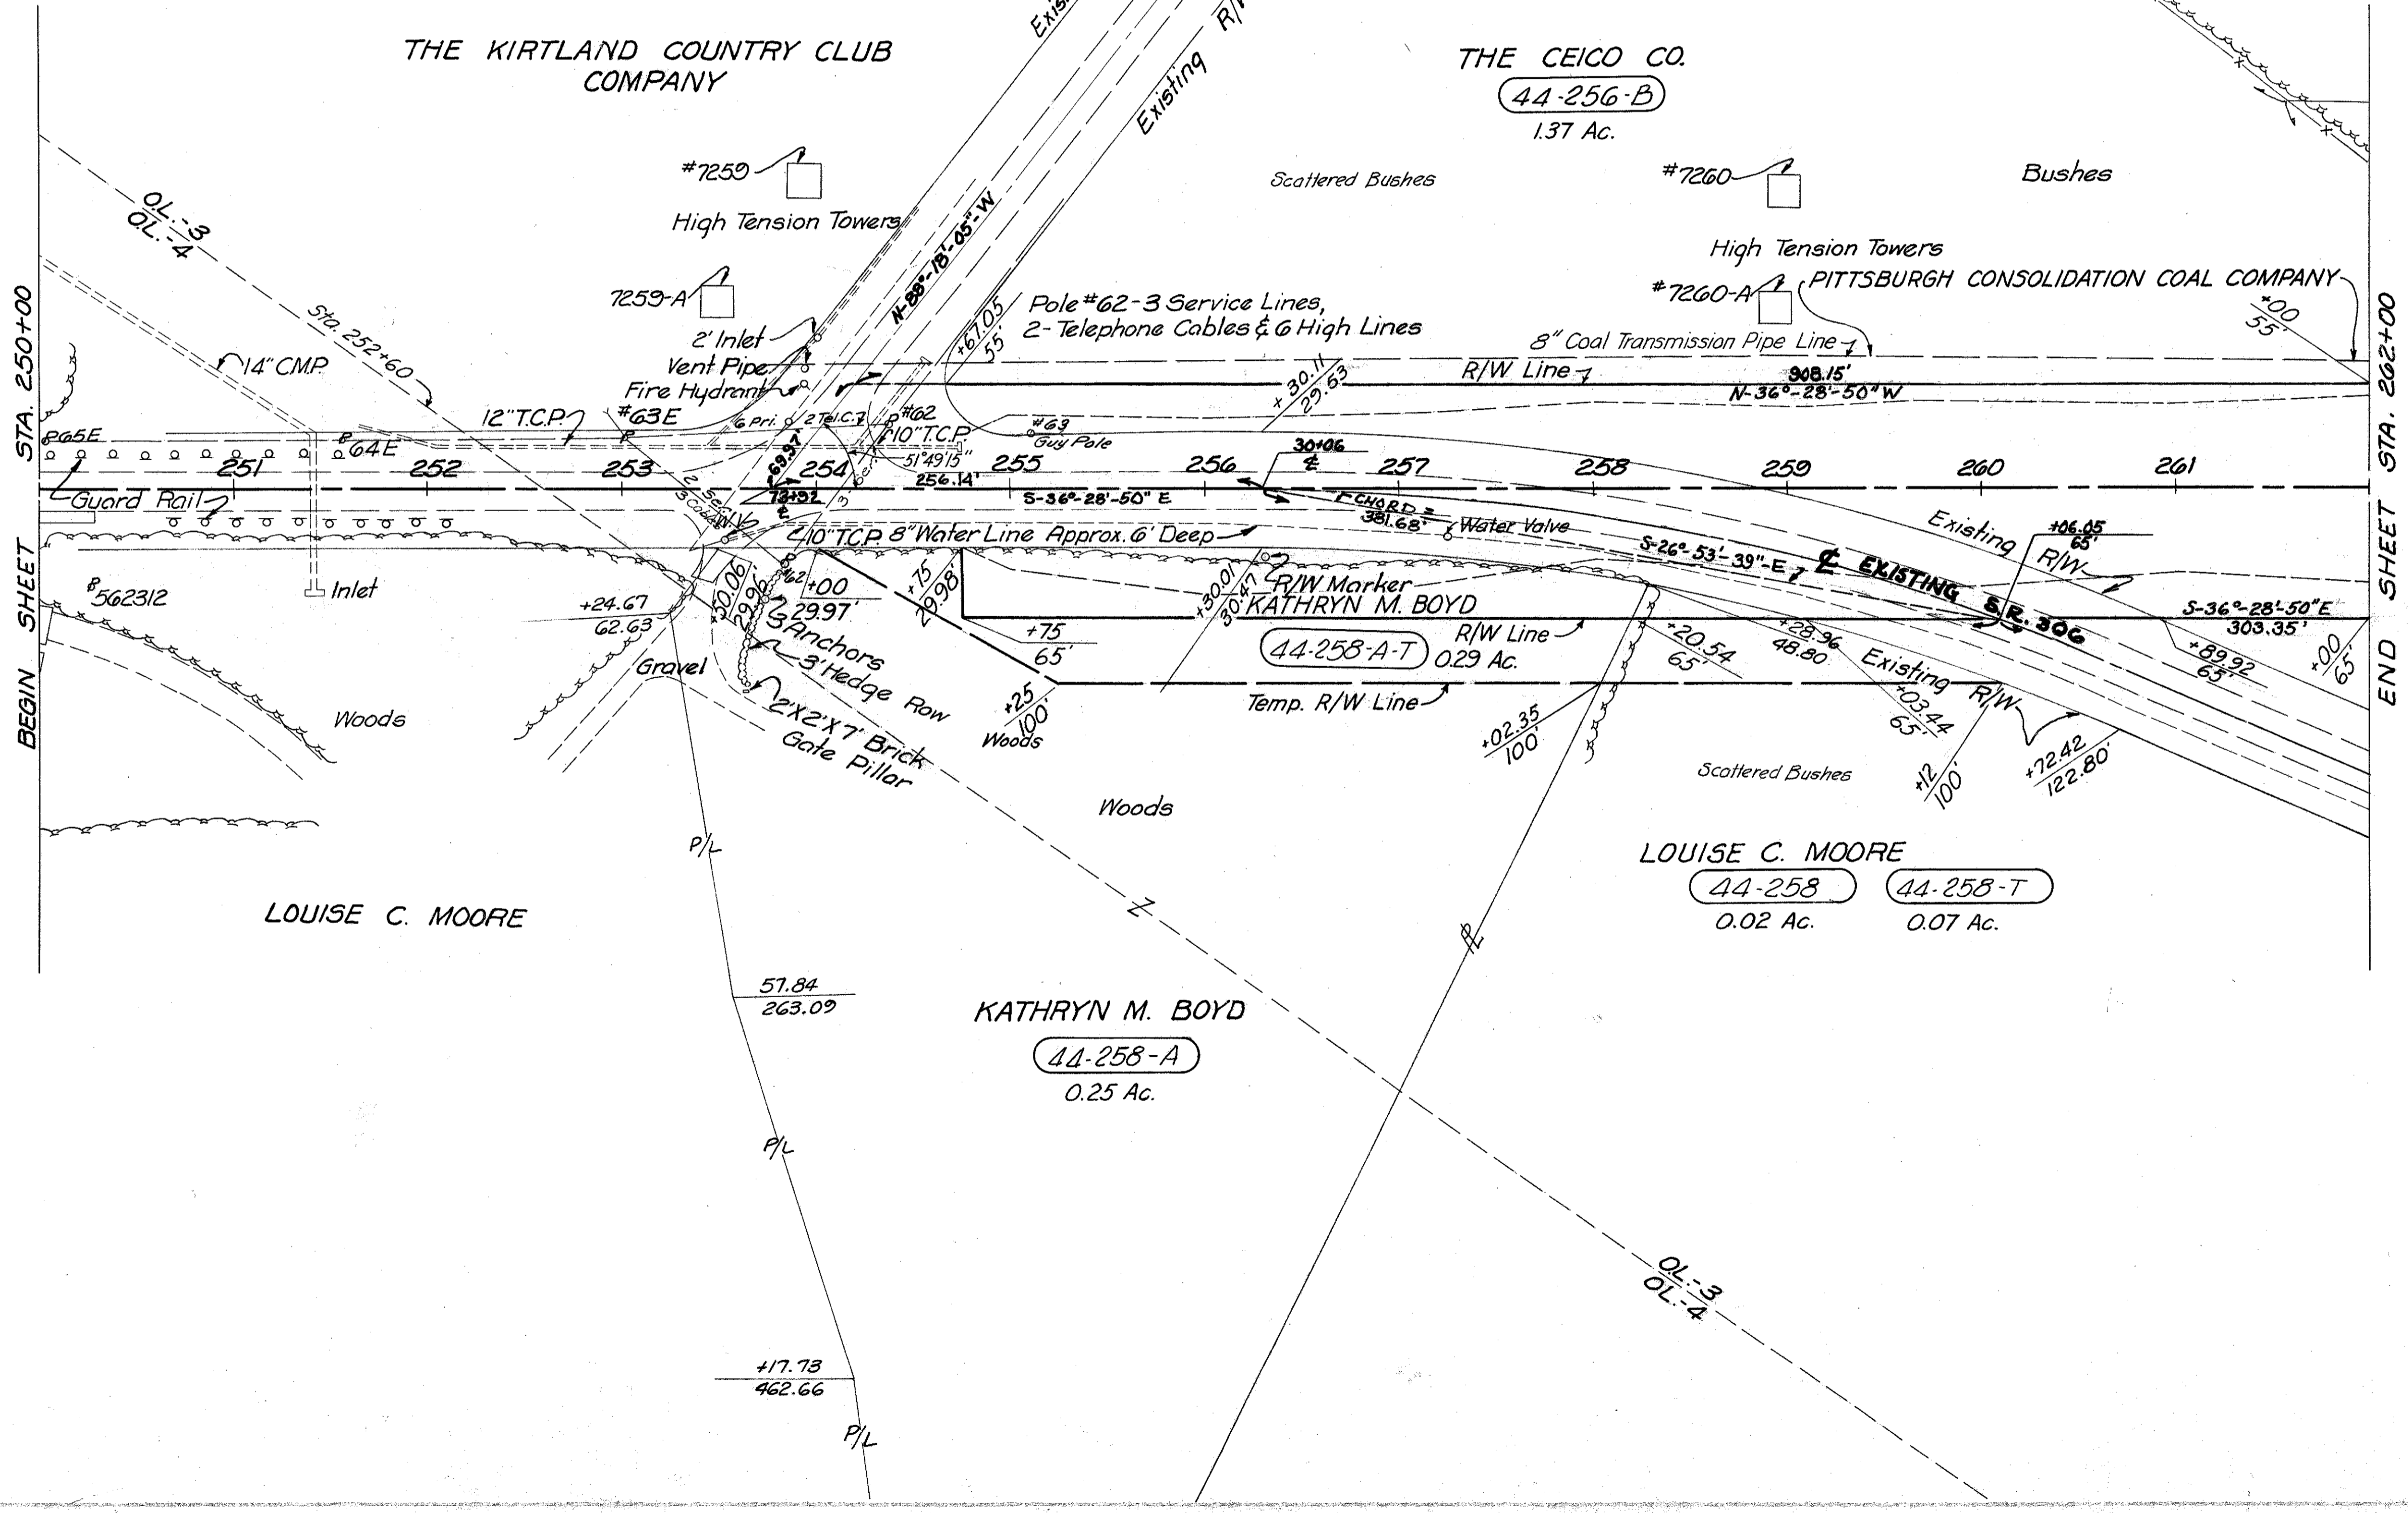 THE KIRTLAND COUNTRY CLUB
COMPANY
Existing
R/W
THE CEICO CO.
44-256-B
1.37 Ac.
#7259
High Tension Towers
7259-A
Scattered Bushes
#7260
Bushes
High Tension Towers
#7260-A
PITTSBURGH CONSOLIDATION COAL COMPANY
+00
55'
O.L.-3
O.L.-4
Sta. 252+60
N-88°-18'-05"-W
+67.05
55'
Pole #62-3 Service Lines,
2-Telephone Cables & 6 High Lines
8" Coal Transmission Pipe Line
2' Inlet
Vent Pipe
Fire Hydrant
14" C.M.P.
+30.11
29.53
R/W Line
908.15'
N-36°-28'-50" W
12" T.C.P.
#63E
6 Pri.
2 Tel.C.
#62
10" T.C.P.
#63
Guy Pole
65E
64E
69.97'
51°49'15"
30+06
℄
BEGIN SHEET STA. 250+00
251
252
253
254
255
256
257
258
259
260
261
END SHEET STA. 262+00
256.14'
Guard Rail
73+92
℄
S-36°-28'-50" E
CHORD =
381.68'
W.V.
10" T.C.P.
8" Water Line Approx. 6' Deep
Water Valve
Existing
R/W
+06.05
65'
S-26°-53'-39"-E
℄ EXISTING S.R. 306
562312
Inlet
+24.67
62.63
+50.06
29.96'
62
+00
29.97'
+75
29.98'
+30.01
30.47
R/W Marker
KATHRYN M. BOYD
R/W Line
S-36°-28'-50"E
303.35'
3 Anchors
3' Hedge Row
2'X2'X7' Brick
Gate Pillar
Gravel
+75
65'
44-258-A-T
0.29 Ac.
+20.54
65'
+28.96
48.80
Existing
R/W
+89.92
65'
+00
65'
Woods
+25
100'
Woods
Temp. R/W Line
+02.35
100'
+03.44
65'
+12
100'
+72.42
122.80'
Scattered Bushes
Woods
P/L
LOUISE C. MOORE
44-258
44-258-T
0.02 Ac.
0.07 Ac.
LOUISE C. MOORE
Z
P/L
57.84
263.09
KATHRYN M. BOYD
44-258-A
0.25 Ac.
P/L
O.L.-3
O.L.-4
+17.73
462.66
P/L